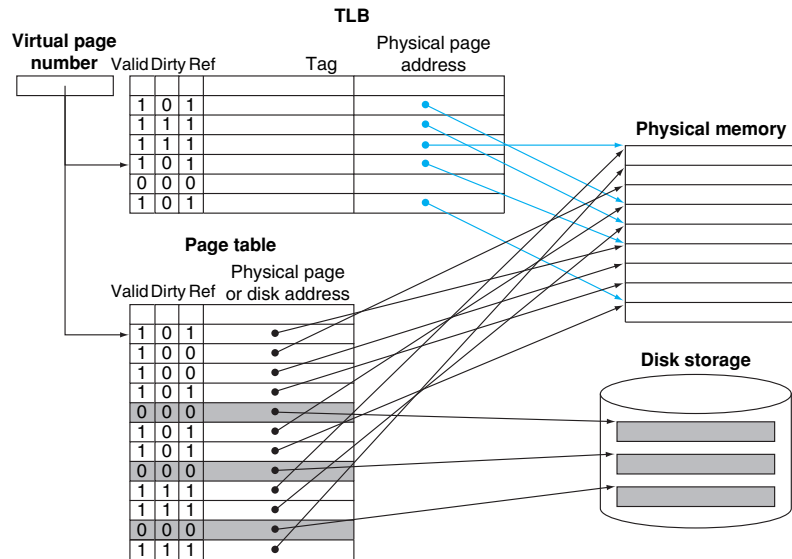 TLB
Virtual page
number
Valid Dirty Ref
Tag
Physical page
address
1 0 1
1 1 1
1 1 1
1 0 1
0 0 0
1 0 1
Physical memory
Page table
Valid Dirty Ref
Physical page
or disk address
1 0 1
1 0 0
1 0 0
1 0 1
0 0 0
1 0 1
1 0 1
0 0 0
1 1 1
1 1 1
0 0 0
1 1 1
Disk storage